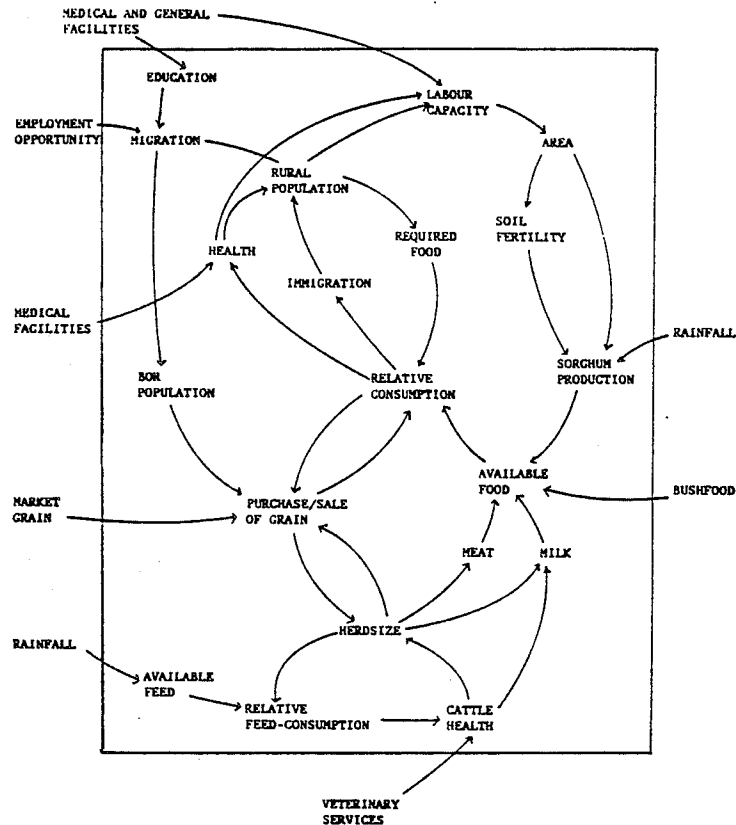 MEDICAL AND GENERAL
FACILITIES
EDUCATION
LABOUR
CAPACITY
EMPLOYMENT
OPPORTUNITY
MIGRATION
AREA
RURAL
POPULATION
SOIL
FERTILITY
REQUIRED
FOOD
HEALTH
IMMIGRATION
MEDICAL
FACILITIES
RAINFALL
BOR
POPULATION
RELATIVE
CONSUMPTION
SORGHUM
PRODUCTION
AVAILABLE
FOOD
BUSHFOOD
MARKET
GRAIN
PURCHASE/SALE
OF GRAIN
MEAT
MILK
HERDSIZE
RAINFALL
AVAILABLE
FEED
RELATIVE
FEED-CONSUMPTION
CATTLE
HEALTH
VETERINARY
SERVICES